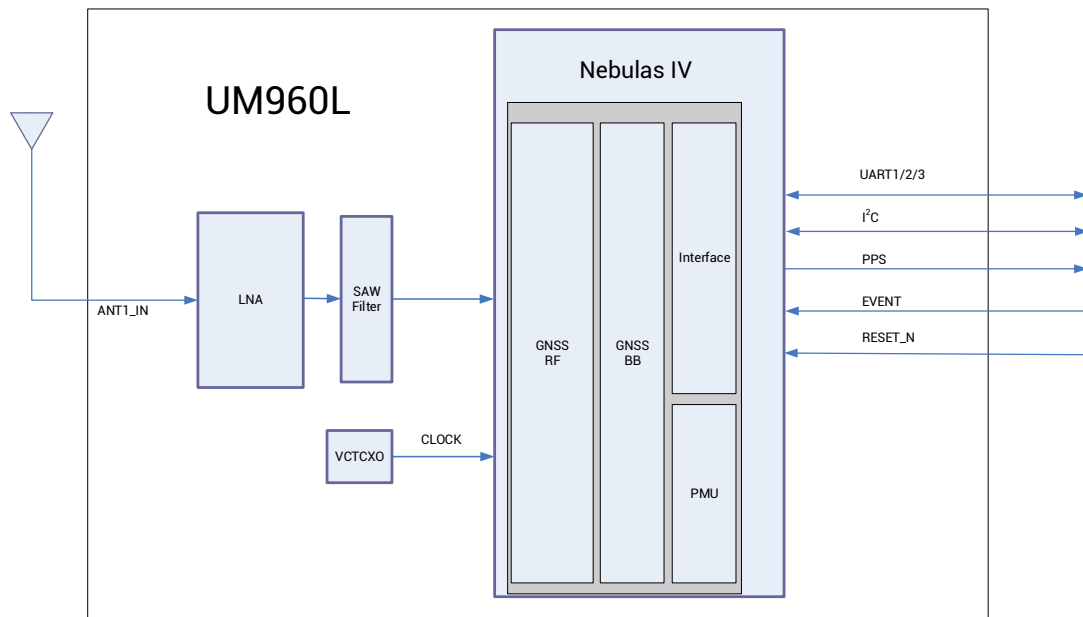 Nebulas IV
UM960L
UART1/2/3
I²C
PPS
EVENT
RESET_N
Interface
LNA
SAW
Filter
ANT1_IN
GNSS
RF
GNSS
BB
CLOCK
VCTCXO
PMU